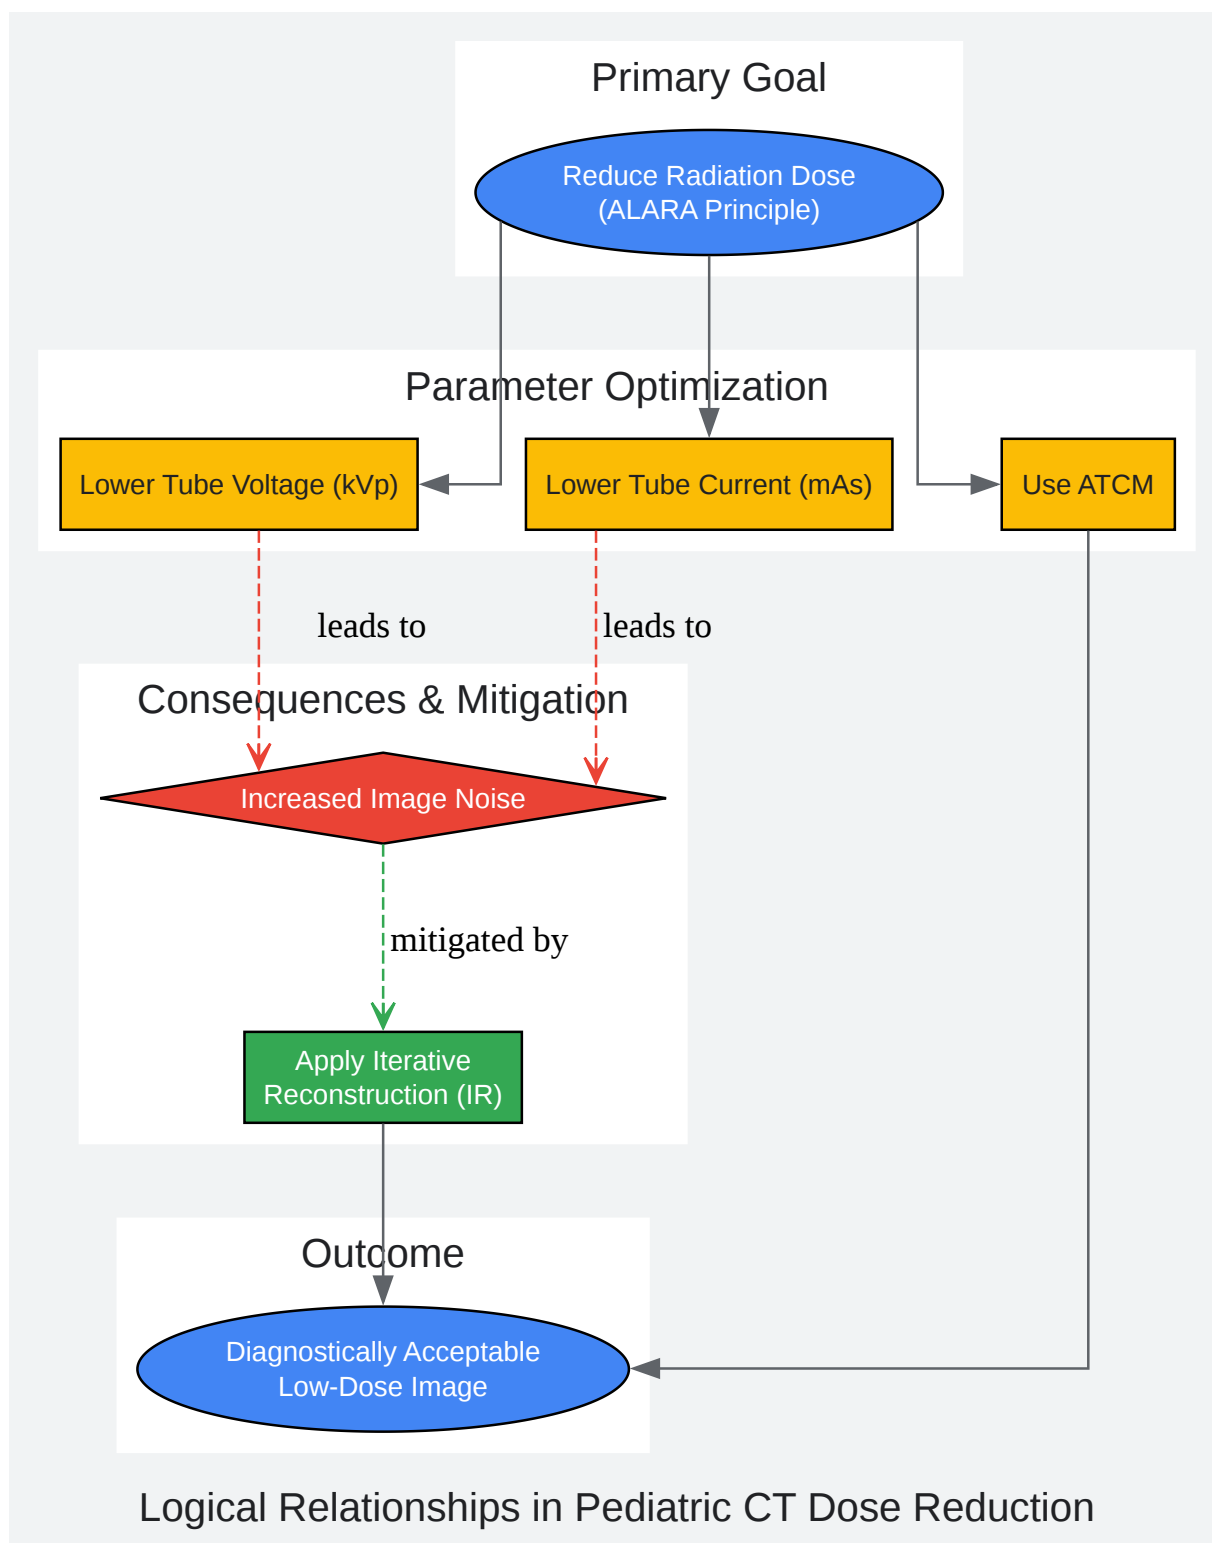 Primary Goal
Reduce Radiation Dose
(ALARA Principle)
Parameter Optimization
Lower Tube Voltage (kVp)
Lower Tube Current (mAs)
Use ATCM
leads to
leads to
Consequences & Mitigation
Increased Image Noise
mitigated by
Apply Iterative
Reconstruction (IR)
Outcome
Diagnostically Acceptable
Low-Dose Image
Logical Relationships in Pediatric CT Dose Reduction